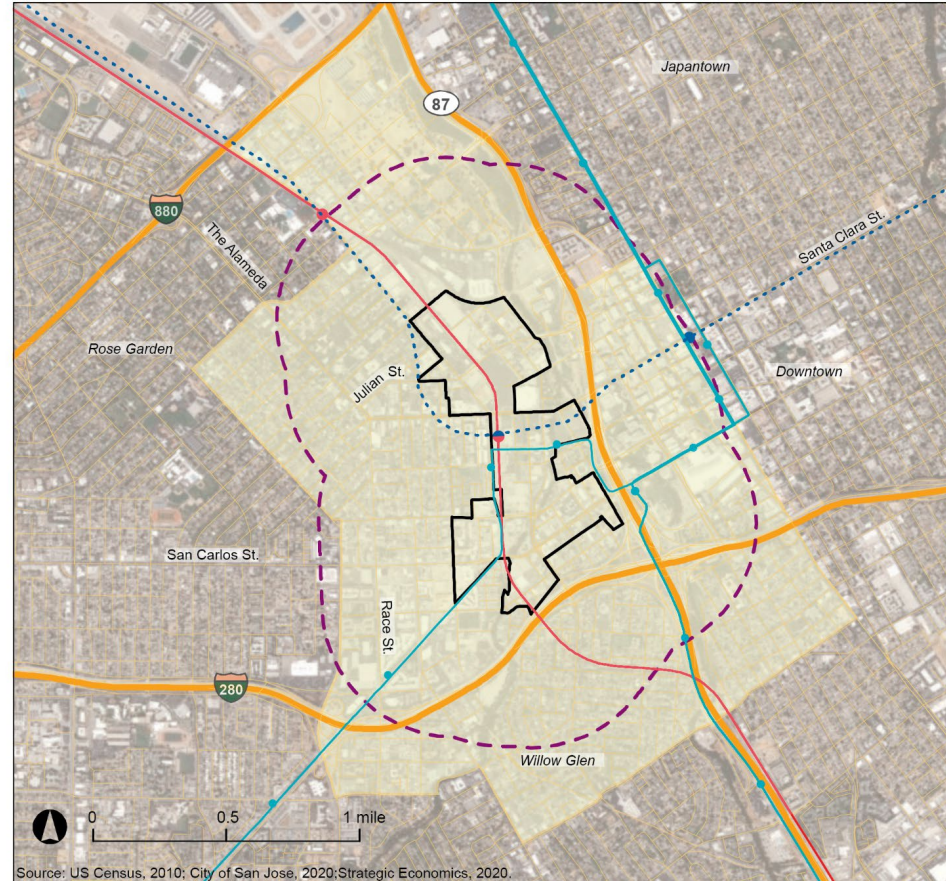 Japantown
87
880
The Alameda
Santa Clara St.
Rose Garden
Julian St.
Downtown
San Carlos St.
Race St.
280
Willow Glen
0 0.5 1 mile
Source: US Census, 2010; City of San Jose, 2020;Strategic Economics, 2020.